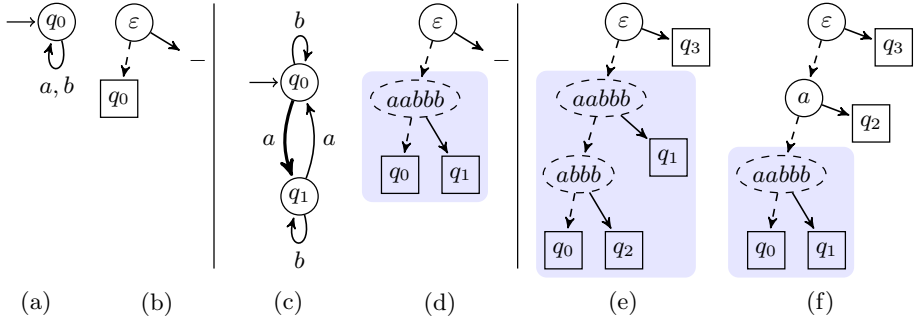 q₀
a, b
(a)
ε
–
q₀
(b)
b
q₀
a
a
q₁
b
(c)
ε
–
aabbb
q₀
q₁
(d)
ε
q₃
aabbb
q₁
abbb
q₀
q₂
(e)
ε
q₃
a
q₂
aabbb
q₀
q₁
(f)